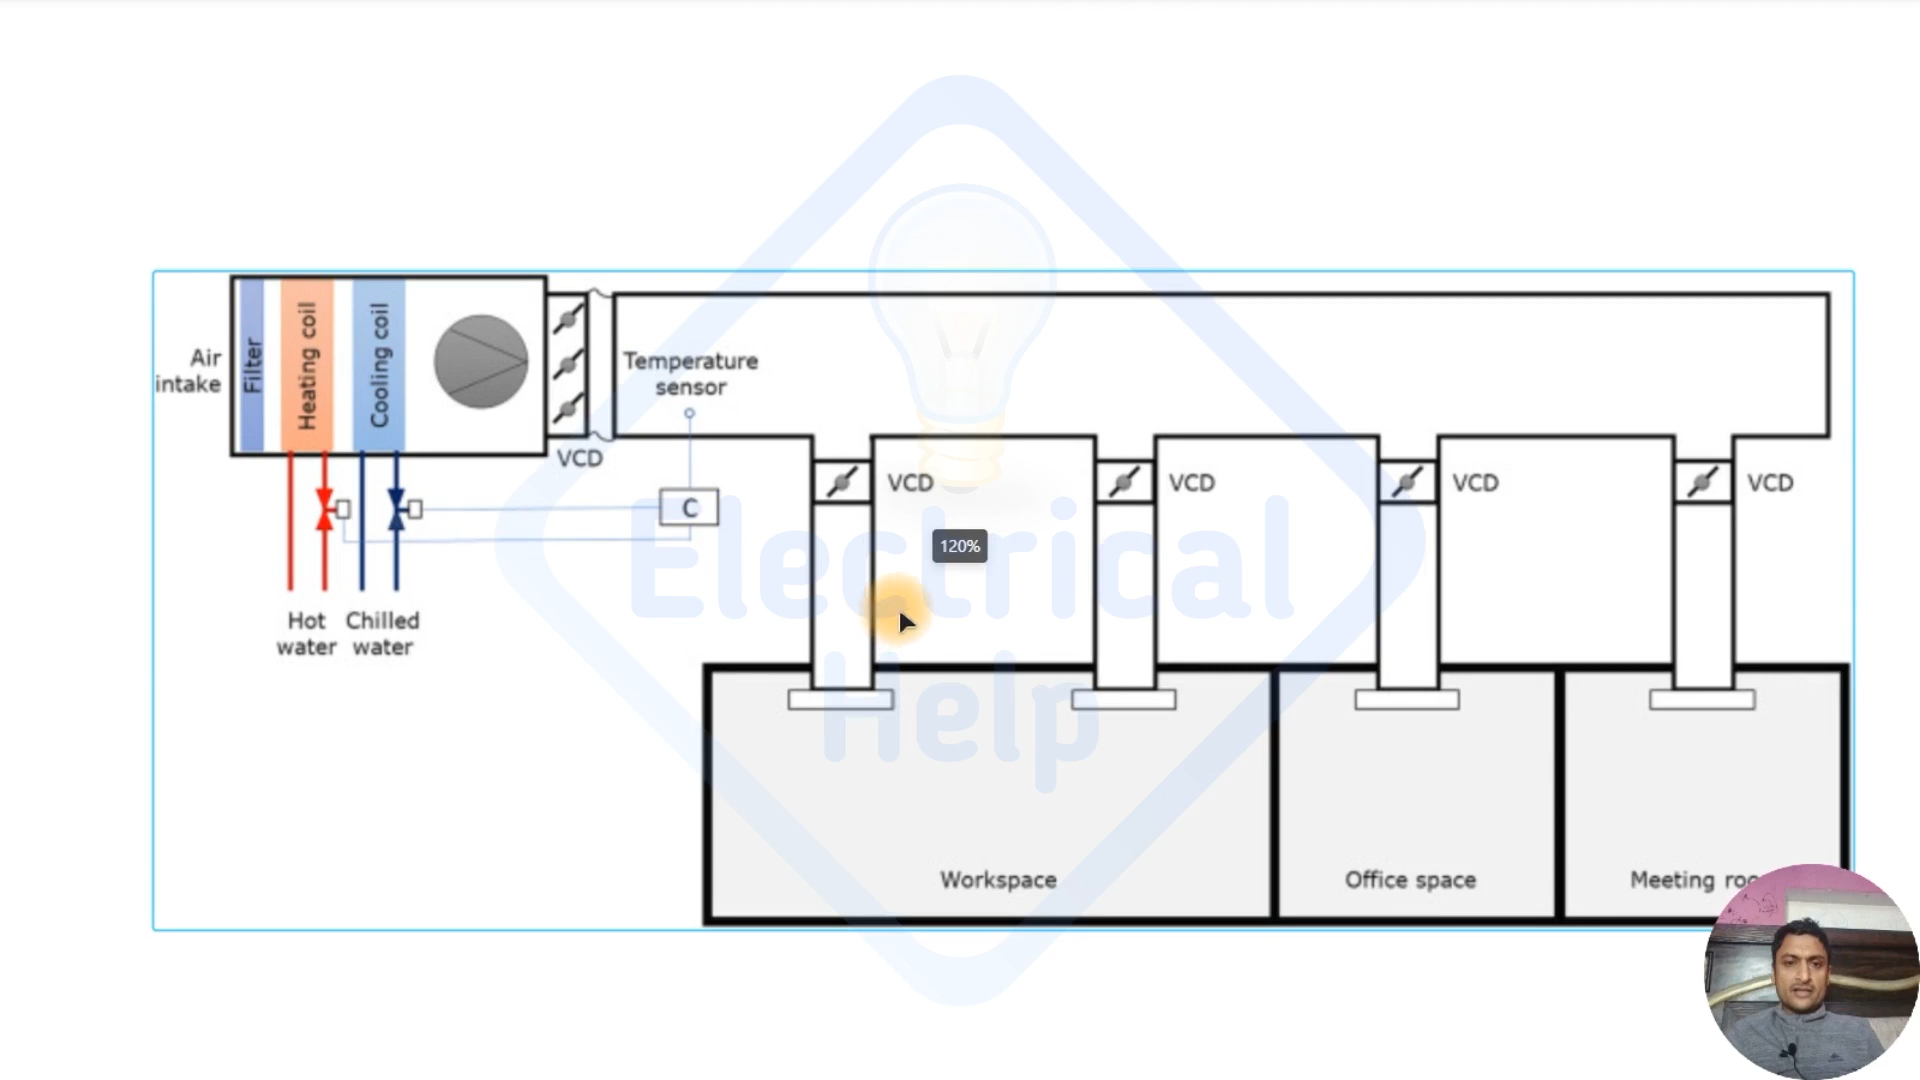 Air
intake
Filter
Heating coil
Cooling coil
Temperature
sensor
VCD
VCD
VCD
VCD
VCD
C
120%
Hot
water
Chilled
water
Electrical
Help
Workspace
Office space
Meeting